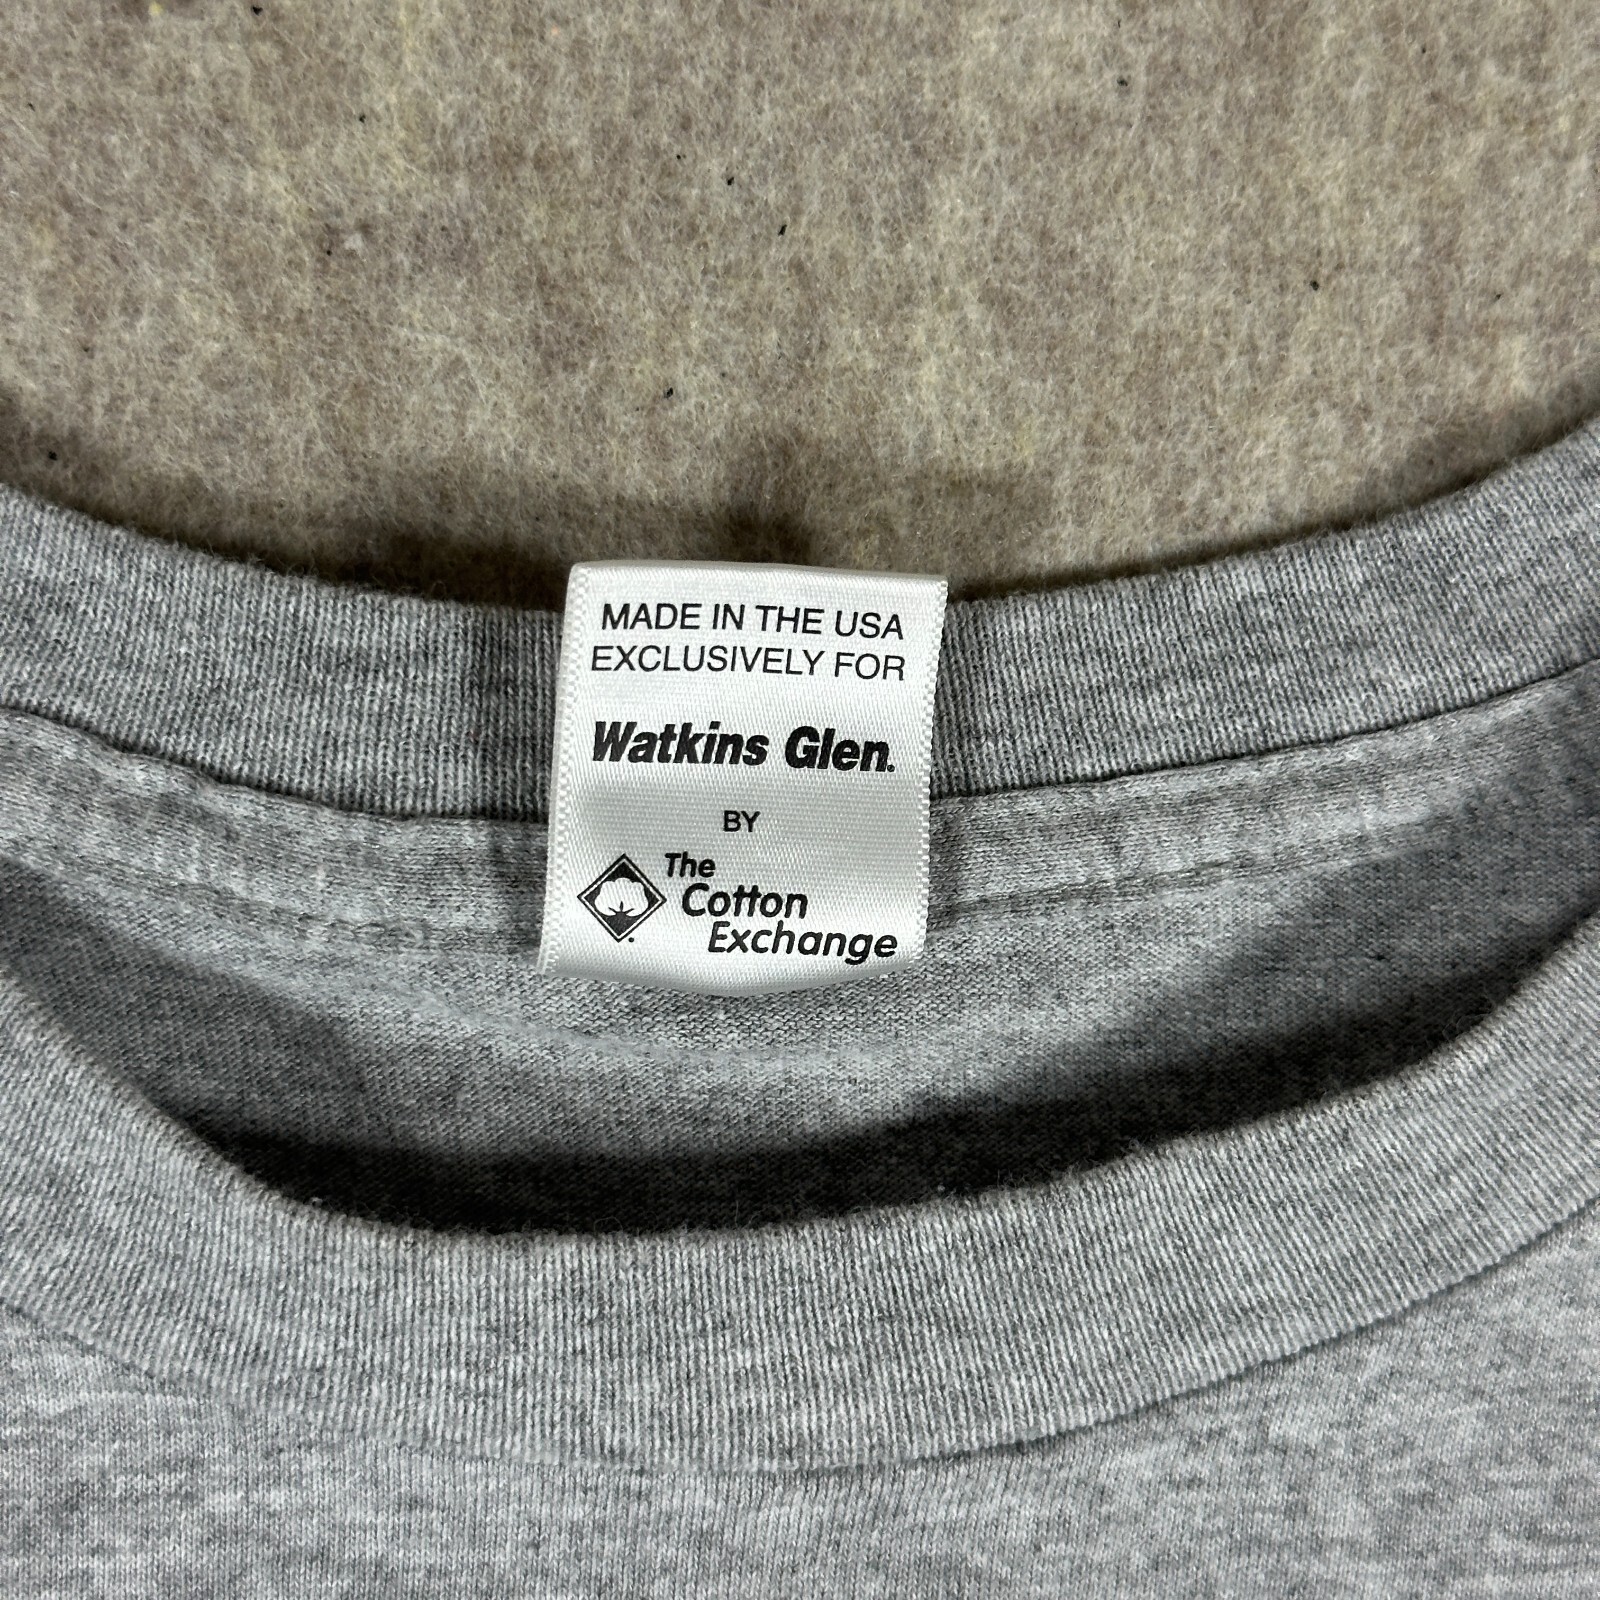 MADE IN THE USA
EXCLUSIVELY FOR
Watkins Glen.
BY
The
Cotton
Exchange